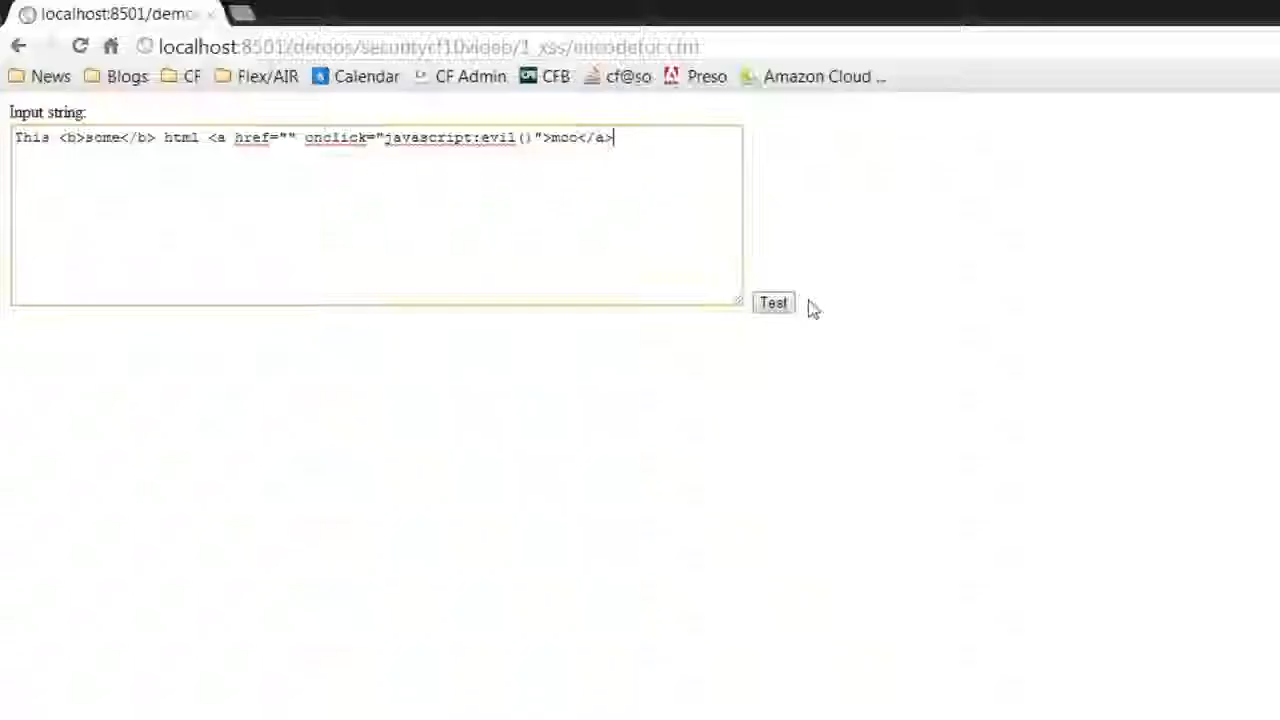 localhost:8501/demo
localhost:8501/demos/securitycf10video/1_xss/encodefor.cfm
News Blogs CF Flex/AIR Calendar CF Admin CFB cf@so Preso Amazon Cloud ...
Input string:
This <b>some</b> html <a href="" onclick="javascript:evil()">moo</a>
Test